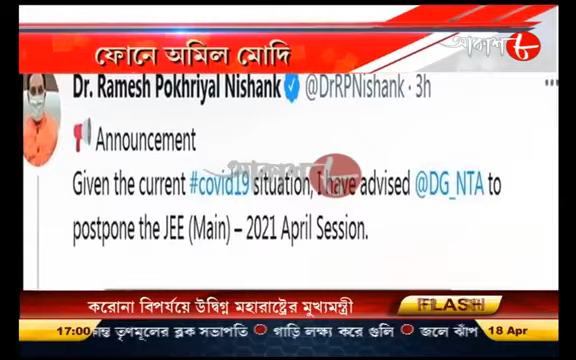 ফোনে অমিল মোদি
আকাশ
Dr. Ramesh Pokhriyal Nishank @DrRPNishank · 3h
Announcement
Given the current #covid19 situation, I have advised @DG_NTA to
postpone the JEE (Main) – 2021 April Session.
আকাশ
করোনা বিপর্যয়ে উদ্বিগ্ন মহারাষ্ট্রের মুখ্যমন্ত্রী FLASH
17:00 ক্রান্ত তৃণমূলের ব্লক সভাপতি গাড়ি লক্ষ্য করে গুলি জলে ঝাঁপ 18 Apr